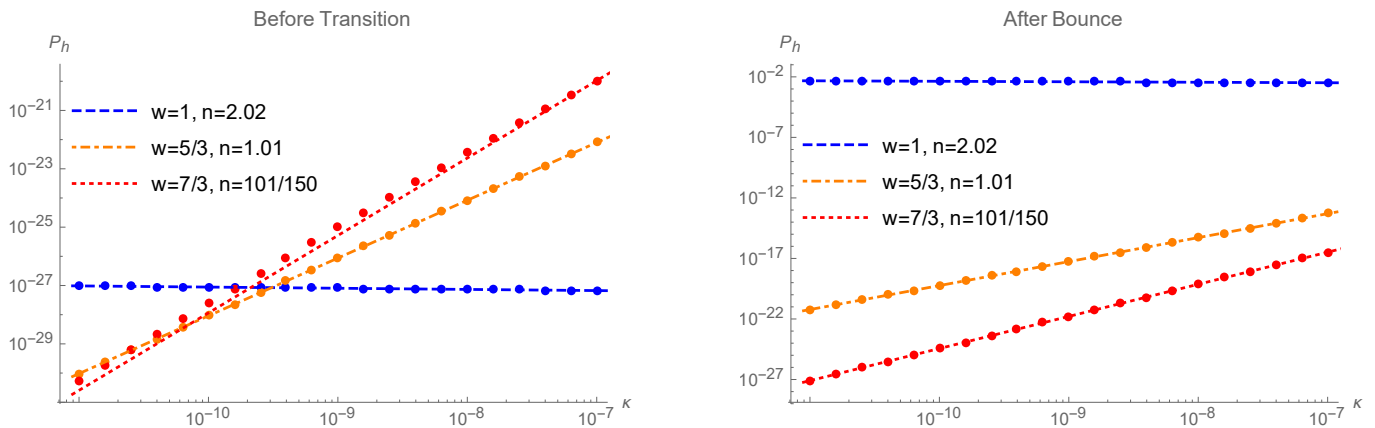 Before Transition
P_h
10^-21
10^-23
10^-25
10^-27
10^-29
w=1, n=2.02
w=5/3, n=1.01
w=7/3, n=101/150
10^-10
10^-9
10^-8
10^-7
κ
After Bounce
P_h
10^-2
10^-7
10^-12
10^-17
10^-22
10^-27
w=1, n=2.02
w=5/3, n=1.01
w=7/3, n=101/150
10^-10
10^-9
10^-8
10^-7
κ